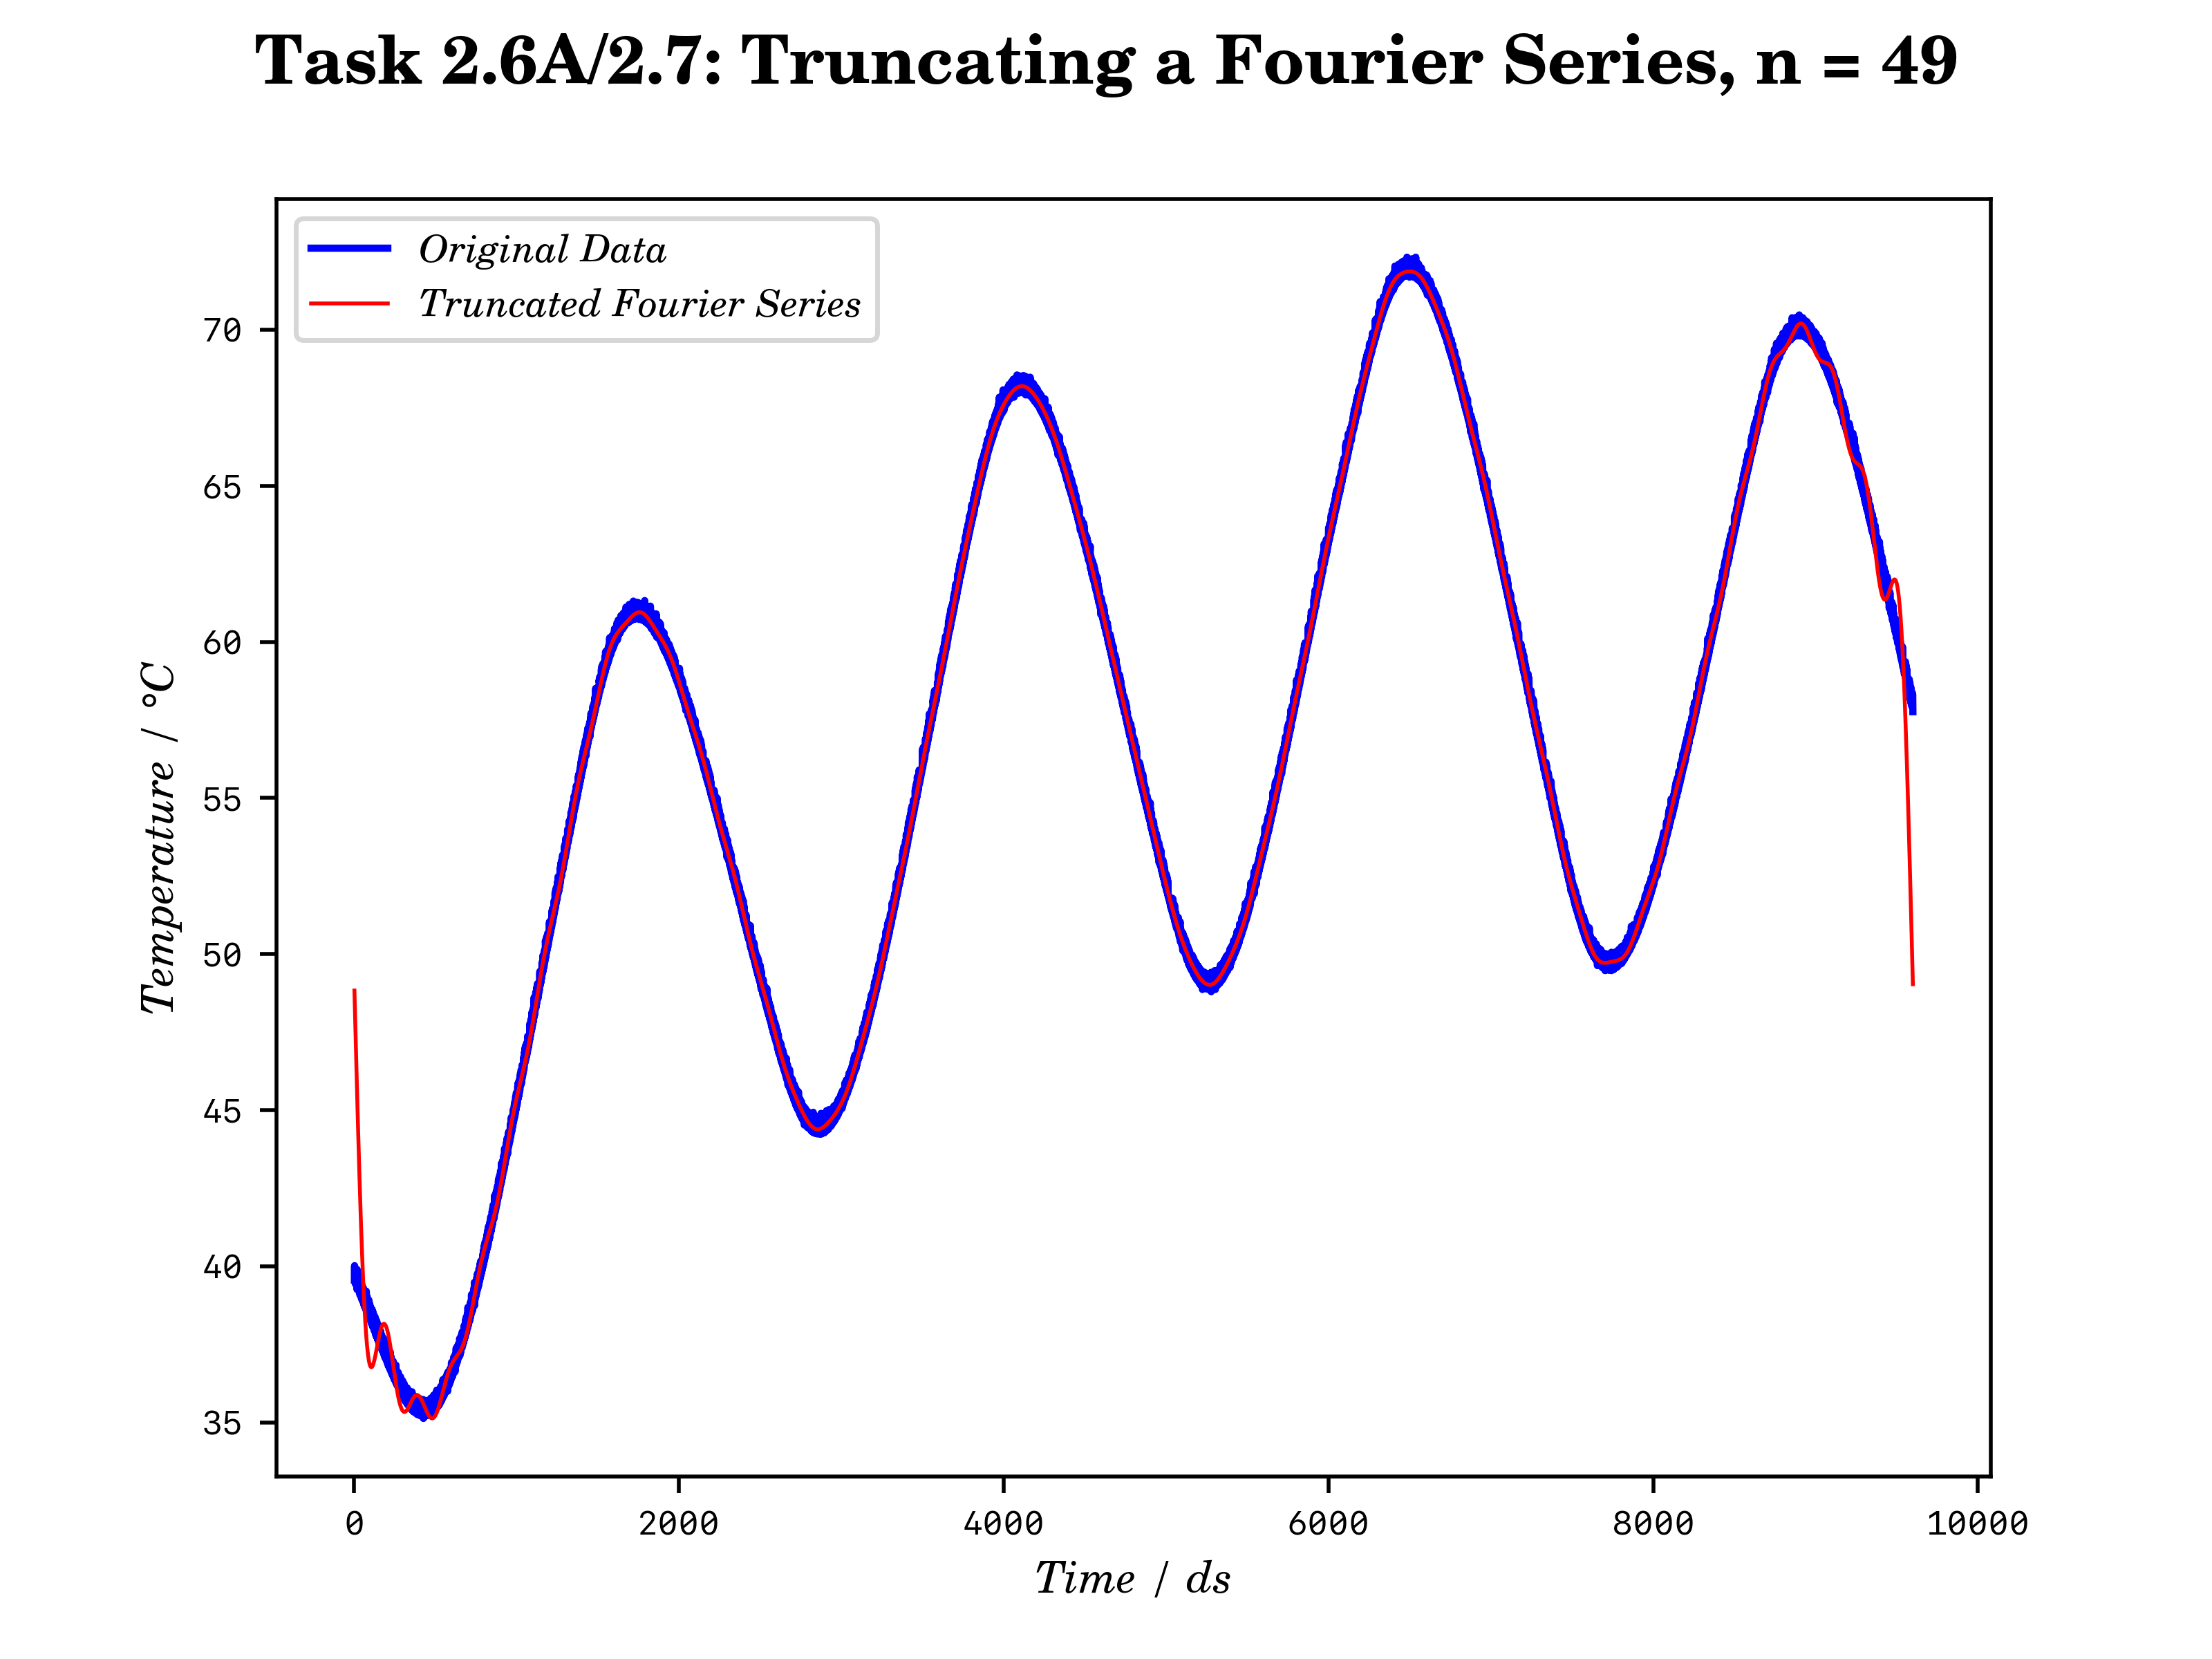 Task 2.6A/2.7: Truncating a Fourier Series, n = 49
Original Data
Truncated Fourier Series
70
65
60
55
50
45
40
35
Temperature / °C
0 2000 4000 6000 8000 10000
Time / ds